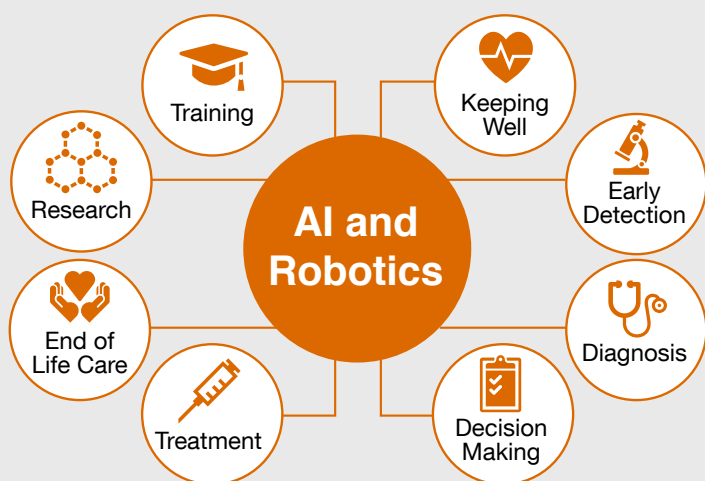 Training
Keeping
Well
Research
Early
Detection
AI and
Robotics
End of
Life Care
Diagnosis
Treatment
Decision
Making